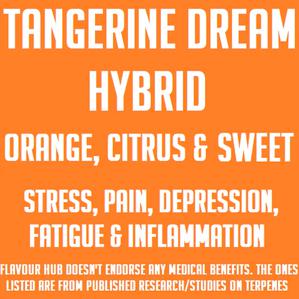 TANGERINE DREAM
HYBRID
ORANGE, CITRUS & SWEET
STRESS, PAIN, DEPRESSION,
FATIGUE & INFLAMMATION
FLAVOUR HUB DOESN'T ENDORSE ANY MEDICAL BENEFITS. THE ONES
LISTED ARE FROM PUBLISHED RESEARCH/STUDIES ON TERPENES